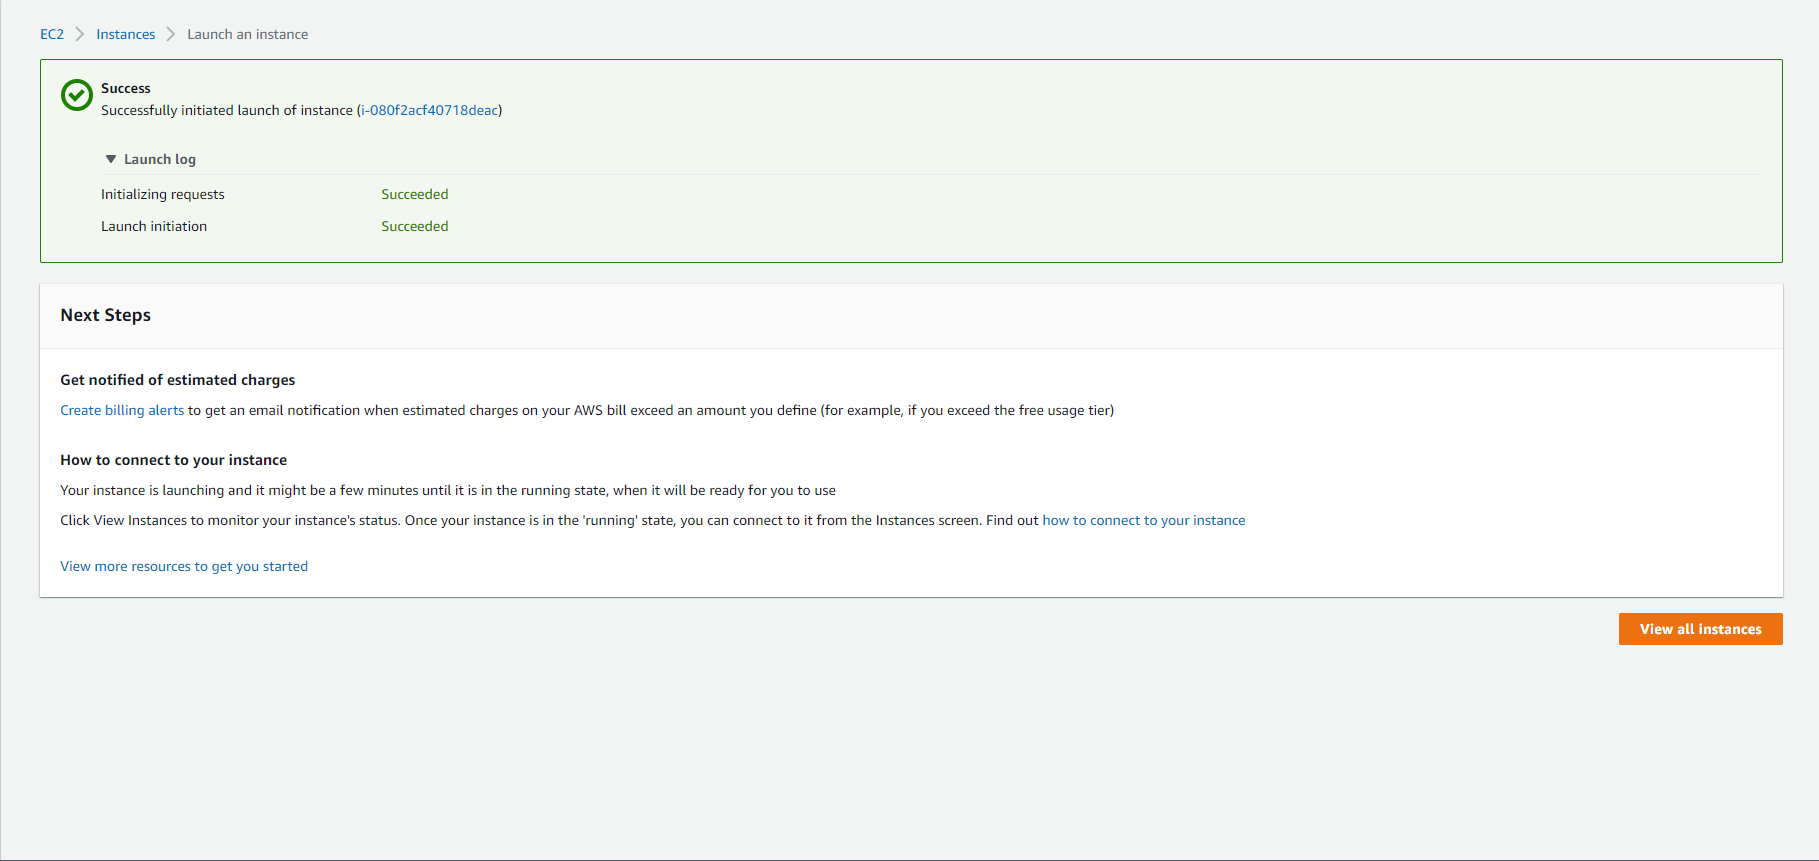 EC2 Instances Launch an instance
Success
Successfully initiated launch of instance (i-080f2acf40718deac)
Launch log
Initializing requests Succeeded
Launch initiation Succeeded
Next Steps
Get notified of estimated charges
Create billing alerts to get an email notification when estimated charges on your AWS bill exceed an amount you define (for example, if you exceed the free usage tier)
How to connect to your instance
Your instance is launching and it might be a few minutes until it is in the running state, when it will be ready for you to use
Click View Instances to monitor your instance's status. Once your instance is in the 'running' state, you can connect to it from the Instances screen. Find out how to connect to your instance
View more resources to get you started
View all instances